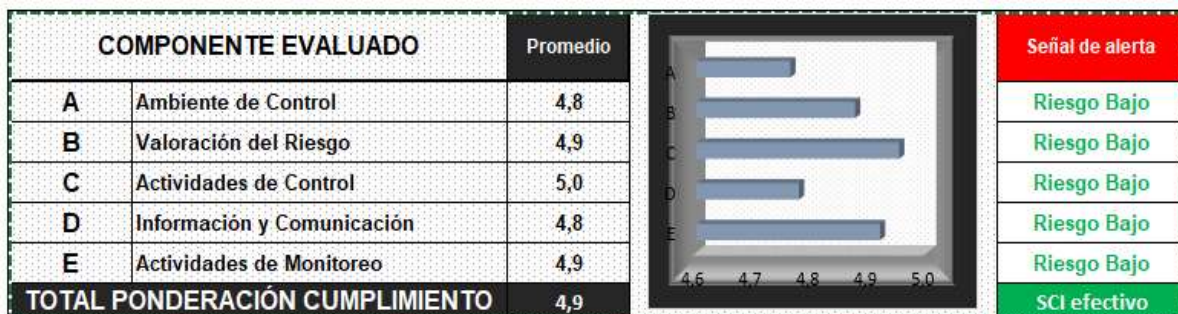 COMPONENTE EVALUADO Promedio Señal de alerta
A Ambiente de Control 4,8 A Riesgo Bajo
B Valoración del Riesgo 4,9 B Riesgo Bajo
C Actividades de Control 5,0 C Riesgo Bajo
D Información y Comunicación 4,8 D Riesgo Bajo
E Actividades de Monitoreo 4,9 E Riesgo Bajo
4,6 4,7 4,8 4,9 5,0
TOTAL PONDERACIÓN CUMPLIMIENTO 4,9 SCI efectivo